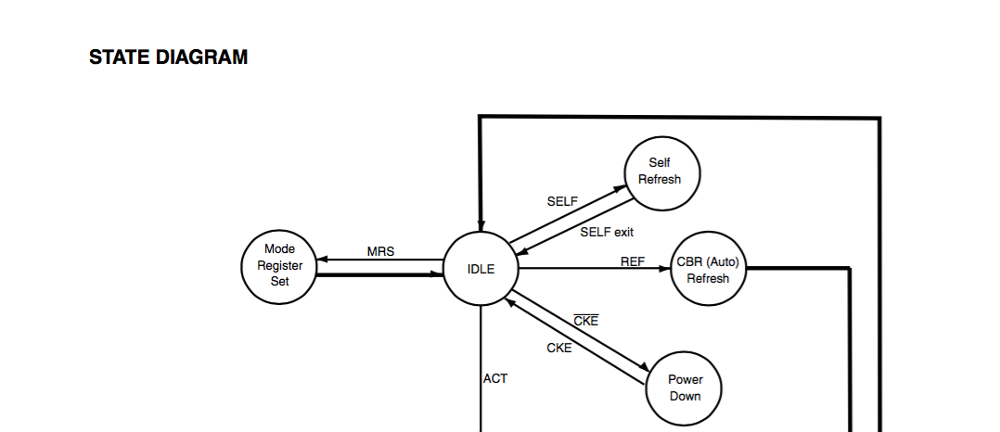 STATE DIAGRAM
Self
Refresh
SELF
SELF exit
Mode
Register
Set
MRS
IDLE
REF
CBR (Auto)
Refresh
C̅K̅E̅
CKE
ACT
Power
Down